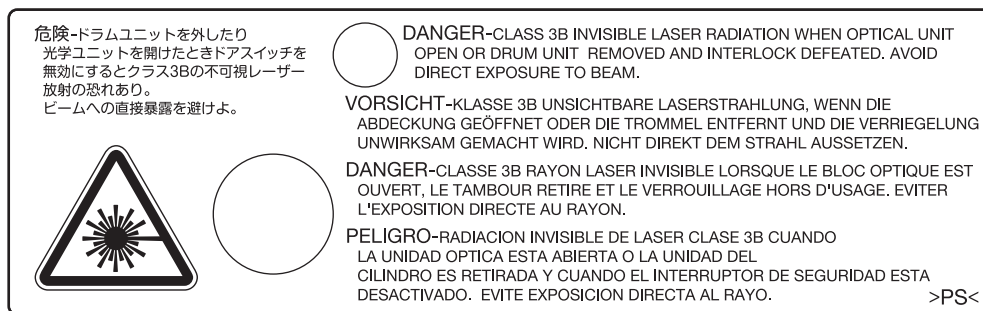 危険-ドラムユニットを外したり
光学ユニットを開けたときドアスイッチを
無効にするとクラス3Bの不可視レーザー
放射の恐れあり。
ビームへの直接暴露を避けよ。
DANGER-CLASS 3B INVISIBLE LASER RADIATION WHEN OPTICAL UNIT
OPEN OR DRUM UNIT REMOVED AND INTERLOCK DEFEATED. AVOID
DIRECT EXPOSURE TO BEAM.
VORSICHT-KLASSE 3B UNSICHTBARE LASERSTRAHLUNG, WENN DIE
ABDECKUNG GEÖFFNET ODER DIE TROMMEL ENTFERNT UND DIE VERRIEGELUNG
UNWIRKSAM GEMACHT WIRD. NICHT DIREKT DEM STRAHL AUSSETZEN.
DANGER-CLASSE 3B RAYON LASER INVISIBLE LORSQUE LE BLOC OPTIQUE EST
OUVERT, LE TAMBOUR RETIRE ET LE VERROUILLAGE HORS D'USAGE. EVITER
L'EXPOSITION DIRECTE AU RAYON.
PELIGRO-RADIACION INVISIBLE DE LASER CLASE 3B CUANDO
LA UNIDAD OPTICA ESTA ABIERTA O LA UNIDAD DEL
CILINDRO ES RETIRADA Y CUANDO EL INTERRUPTOR DE SEGURIDAD ESTA
DESACTIVADO. EVITE EXPOSICION DIRECTA AL RAYO.
>PS<